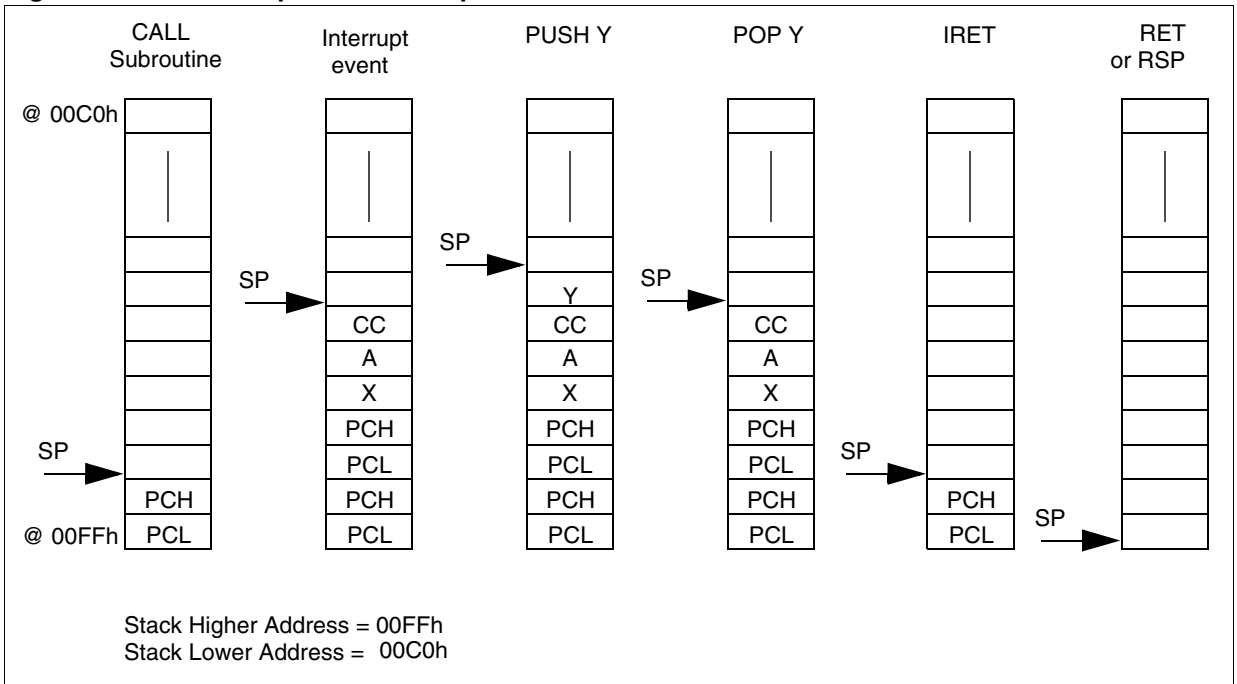 CALL Subroutine
Interrupt event
PUSH Y
POP Y
IRET
RET or RSP
@ 00C0h
SP
SP
SP
Y
CC
CC
CC
A
A
A
X
X
X
PCH
PCH
PCH
SP
PCL
PCL
PCL
SP
PCH
PCH
PCH
PCH
PCH
SP
@ 00FFh
PCL
PCL
PCL
PCL
PCL
Stack Higher Address = 00FFh
Stack Lower Address = 00C0h